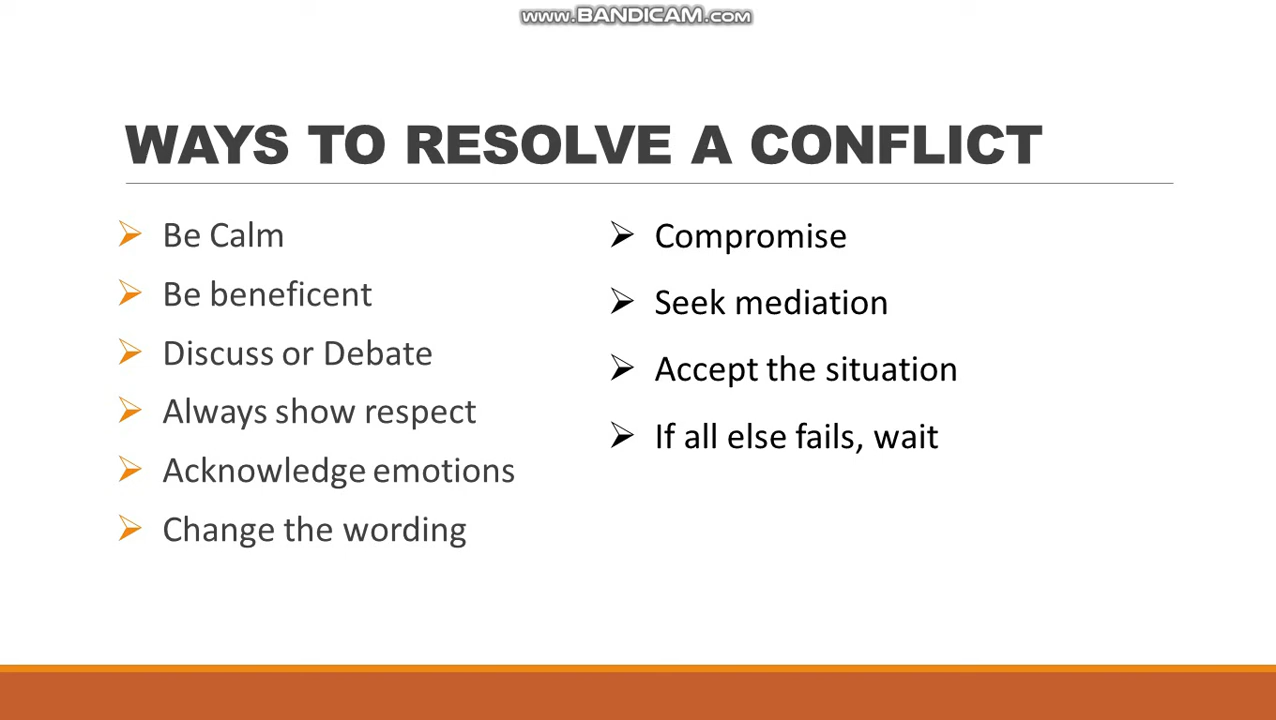 www.BANDICAM.com
WAYS TO RESOLVE A CONFLICT
Be Calm
Be beneficent
Discuss or Debate
Always show respect
Acknowledge emotions
Change the wording
Compromise
Seek mediation
Accept the situation
If all else fails, wait